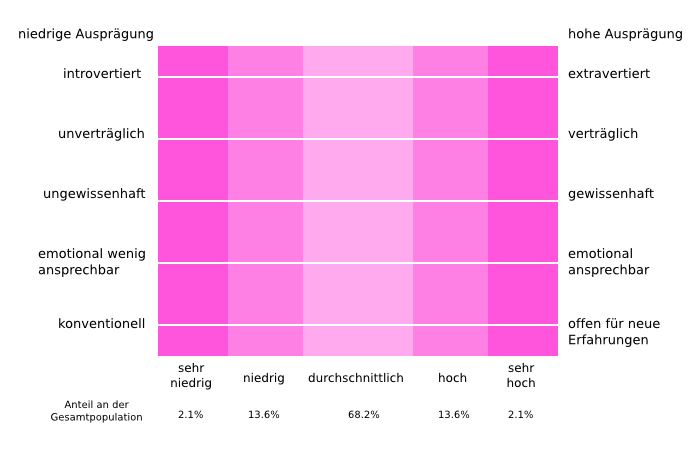 niedrige Ausprägung
hohe Ausprägung
introvertiert
extravertiert
unverträglich
verträglich
ungewissenhaft
gewissenhaft
emotional wenig
ansprechbar
emotional
ansprechbar
konventionell
offen für neue
Erfahrungen
sehr
niedrig
niedrig
durchschnittlich
hoch
sehr
hoch
Anteil an der
Gesamtpopulation
2.1%
13.6%
68.2%
13.6%
2.1%